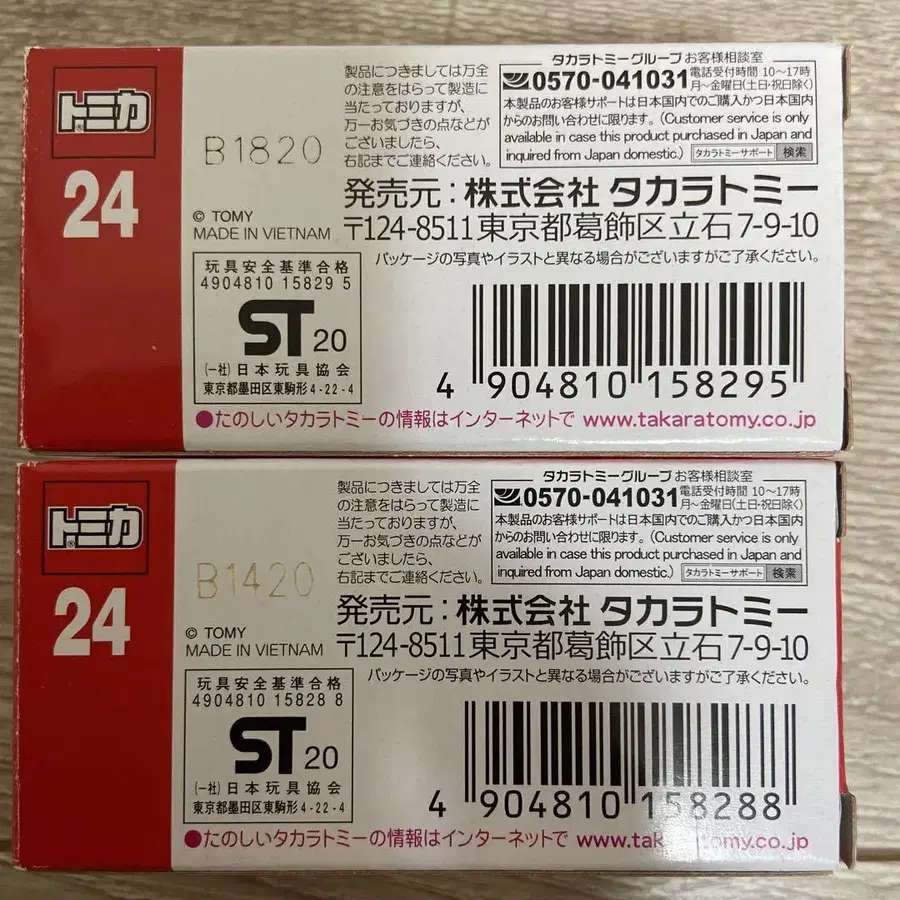 トミカ
24
B1820
© TOMY
MADE IN VIETNAM
製品につきましては万全
の注意をはらって製造に
当たっておりますが、
万一お気づきの点などが
ございましたら、
右記までご連絡ください。
タカラトミーグループ お客様相談室
0570-041031 電話受付時間 10〜17時
月〜金曜日(土日・祝日除く)
本製品のお客様サポートは日本国内でのご購入かつ日本国内
からのお問い合わせに限ります。(Customer service is only
available in case this product purchased in Japan and
inquired from Japan domestic.) タカラトミーサポート 検索
発売元:株式会社 タカラトミー
〒124-8511 東京都葛飾区立石7-9-10
パッケージの写真やイラストと異なる場合がございますがご了承ください。
玩具安全基準合格
4904810 15829 5
ST 20
(一社)日本玩具協会
東京都墨田区東駒形4-22-4
4 904810 158295
●たのしいタカラトミーの情報はインターネットで www.takaratomy.co.jp
トミカ
24
B1420
© TOMY
MADE IN VIETNAM
製品につきましては万全
の注意をはらって製造に
当たっておりますが、
万一お気づきの点などが
ございましたら、
右記までご連絡ください。
タカラトミーグループ お客様相談室
0570-041031 電話受付時間 10〜17時
月〜金曜日(土日・祝日除く)
本製品のお客様サポートは日本国内でのご購入かつ日本国内
からのお問い合わせに限ります。(Customer service is only
available in case this product purchased in Japan and
inquired from Japan domestic.) タカラトミーサポート 検索
発売元:株式会社 タカラトミー
〒124-8511 東京都葛飾区立石7-9-10
パッケージの写真やイラストと異なる場合がございますがご了承ください。
玩具安全基準合格
4904810 15828 8
ST 20
(一社)日本玩具協会
東京都墨田区東駒形4-22-4
4 904810 158288
●たのしいタカラトミーの情報はインターネットで www.takaratomy.co.jp